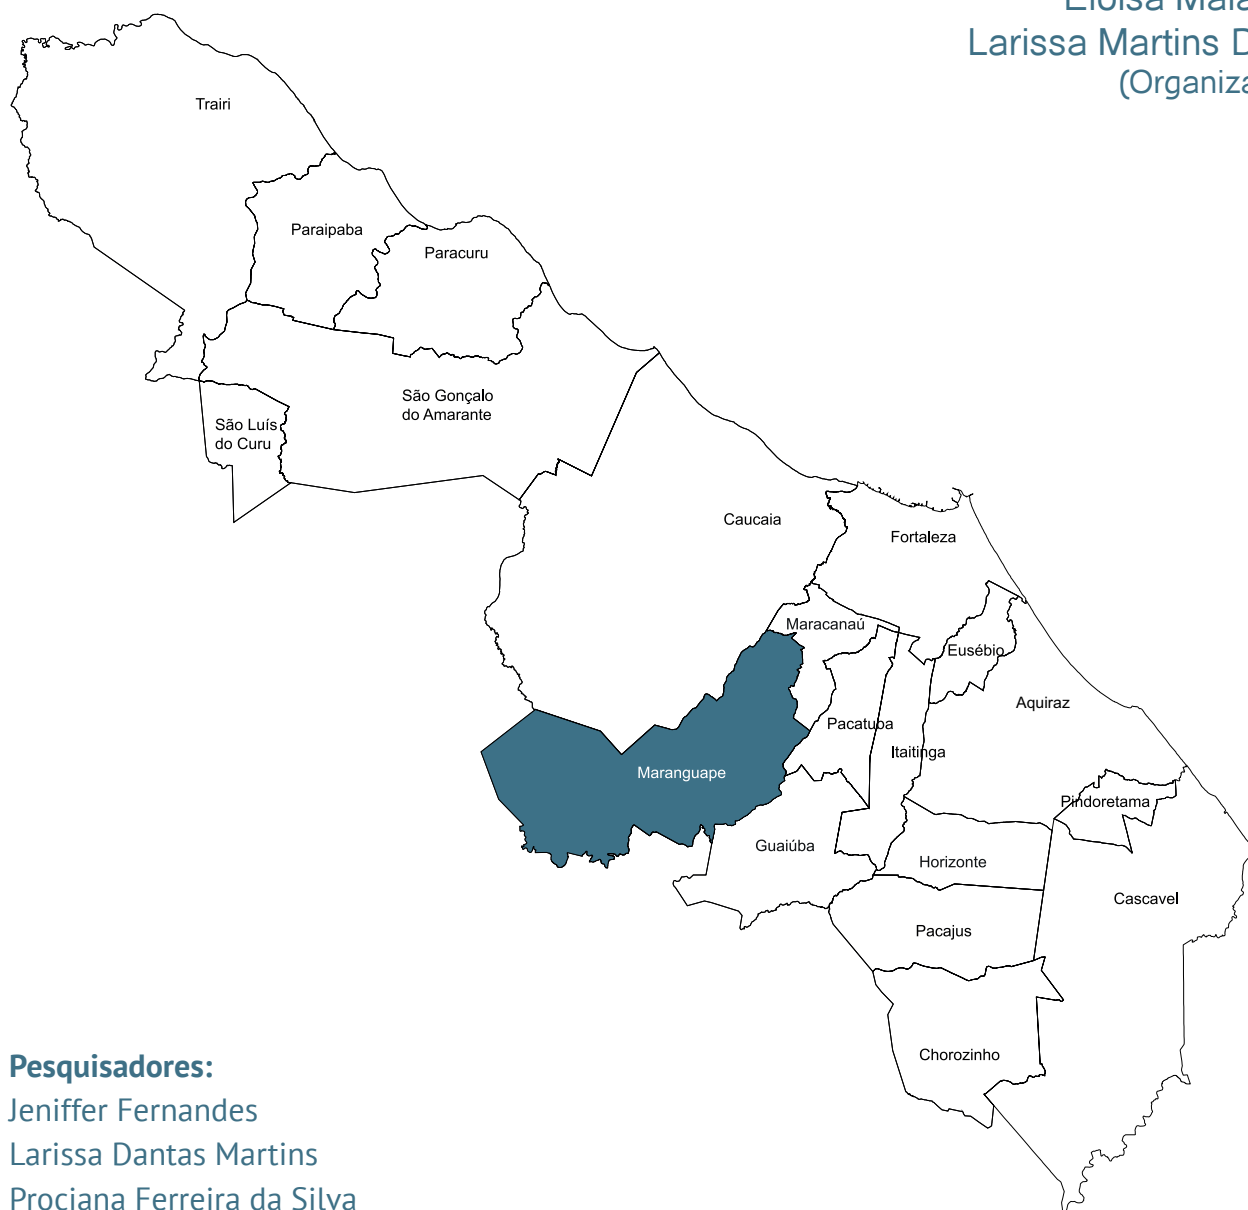 Eloísa Maia
Larissa Martins D
(Organiza
Trairi
Paraipaba
Paracuru
São Gonçalo
do Amarante
São Luís
do Curu
Caucaia
Fortaleza
Maracanaú
Eusébio
Aquiraz
Pacatuba
Itaitinga
Maranguape
Pindoretama
Guaiúba
Horizonte
Cascavel
Pacajus
Chorozinho
Pesquisadores:
Jeniffer Fernandes
Larissa Dantas Martins
Prociana Ferreira da Silva